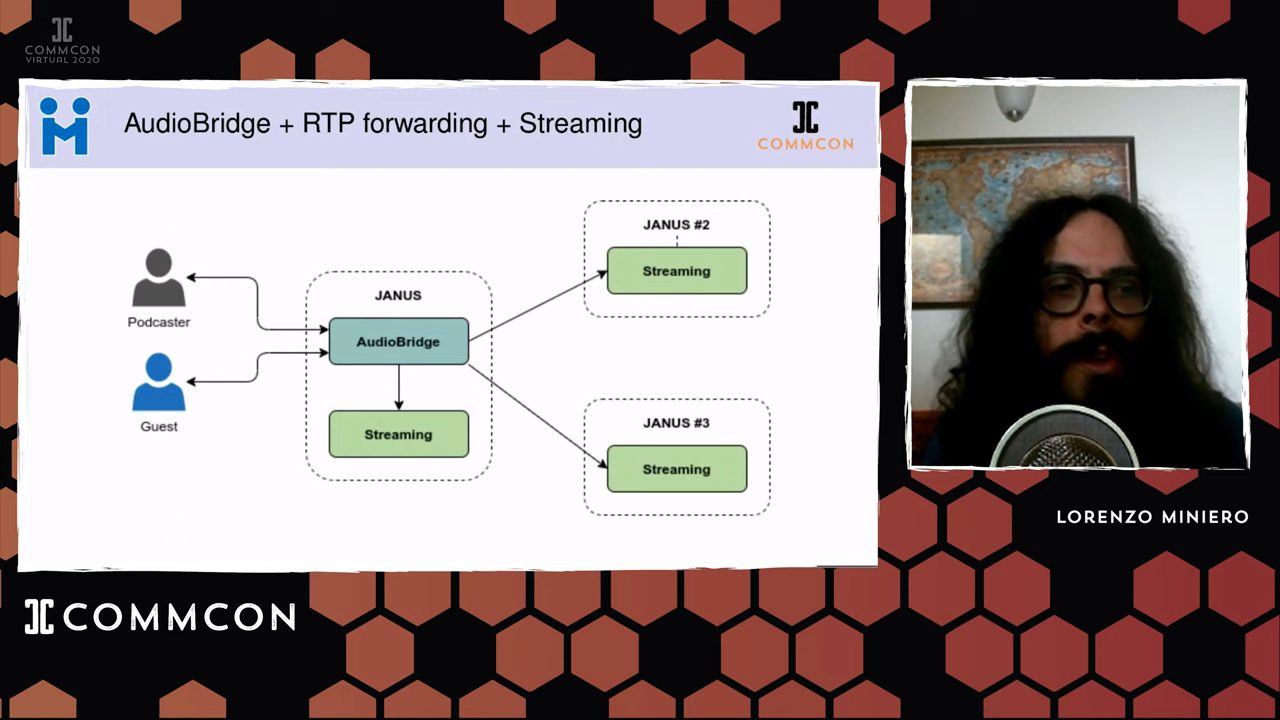 COMMCON
VIRTUAL 2020
AudioBridge + RTP forwarding + Streaming
COMMCON
JANUS #2
Streaming
Podcaster
JANUS
AudioBridge
Guest
Streaming
JANUS #3
Streaming
LORENZO MINIERO
COMMCON